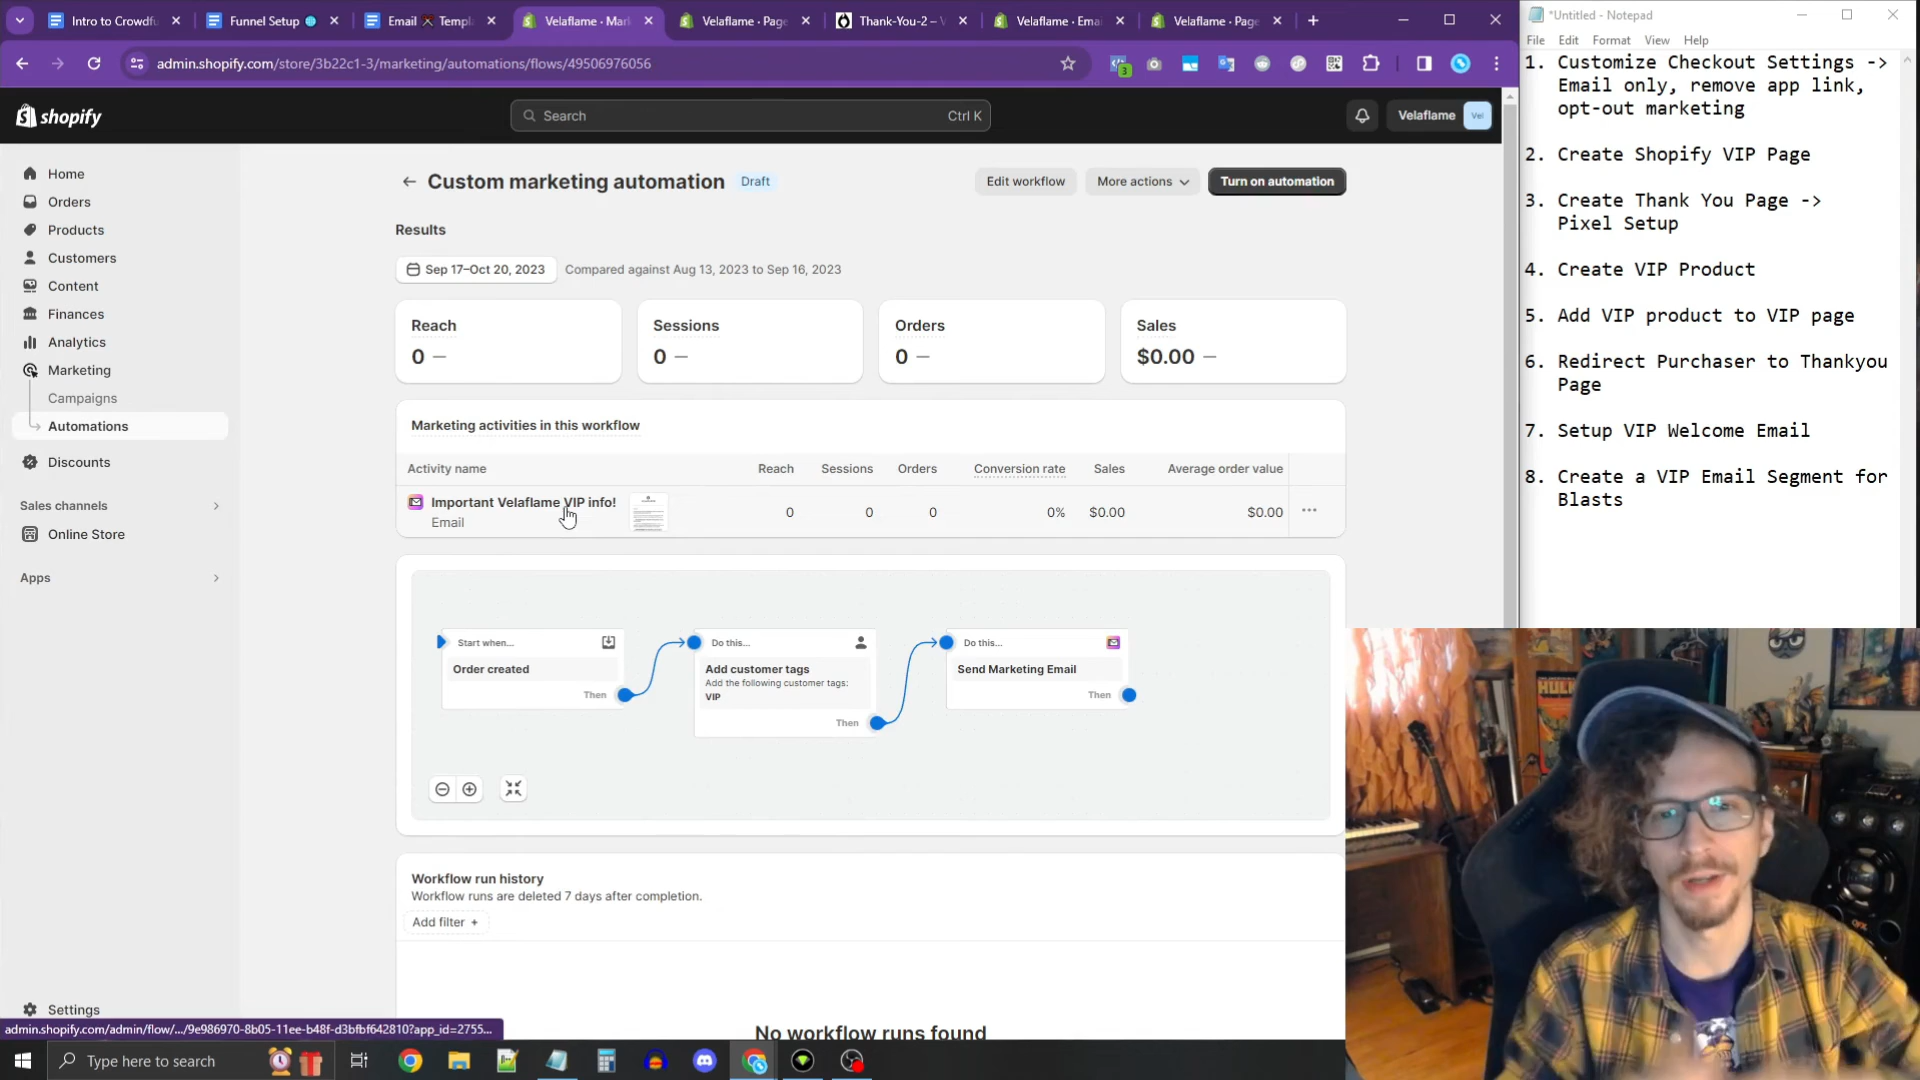 Intro to Crowdfu
Funnel Setup
Email
Templ
Velaflame · Mar
Velaflame · Page
Thank-You-2 – V
Velaflame · Emai
Velaflame · Page
admin.shopify.com/store/3b22c1-3/marketing/automations/flows/49506976056
3
shopify
Search
Ctrl K
Velaflame
Vel
Home
Orders
Products
Customers
Content
Finances
Analytics
Marketing
Campaigns
Automations
Discounts
Sales channels
Online Store
Apps
Settings
Custom marketing automation
Draft
Edit workflow
More actions
Turn on automation
Results
Sep 17–Oct 20, 2023
Compared against Aug 13, 2023 to Sep 16, 2023
Reach
0 —
Sessions
0 —
Orders
0 —
Sales
$0.00 —
Marketing activities in this workflow
Activity name Reach Sessions Orders Conversion rate Sales Average order value
Important Velaflame VIP info! 0 0 0 0% $0.00 $0.00
Email
Start when...
Order created
Then
Do this...
Add customer tags
Add the following customer tags:
VIP
Then
Do this...
Send Marketing Email
Then
Workflow run history
Workflow runs are deleted 7 days after completion.
Add filter +
No workflow runs found
admin.shopify.com/admin/flow/.../9e986970-8b05-11ee-b48f-d3bfbf642810?app_id=2755...
Type here to search
*Untitled - Notepad
File Edit Format View Help
1. Customize Checkout Settings ->
Email only, remove app link,
opt-out marketing
2. Create Shopify VIP Page
3. Create Thank You Page ->
Pixel Setup
4. Create VIP Product
5. Add VIP product to VIP page
6. Redirect Purchaser to Thankyou
Page
7. Setup VIP Welcome Email
8. Create a VIP Email Segment for
Blasts
HULK